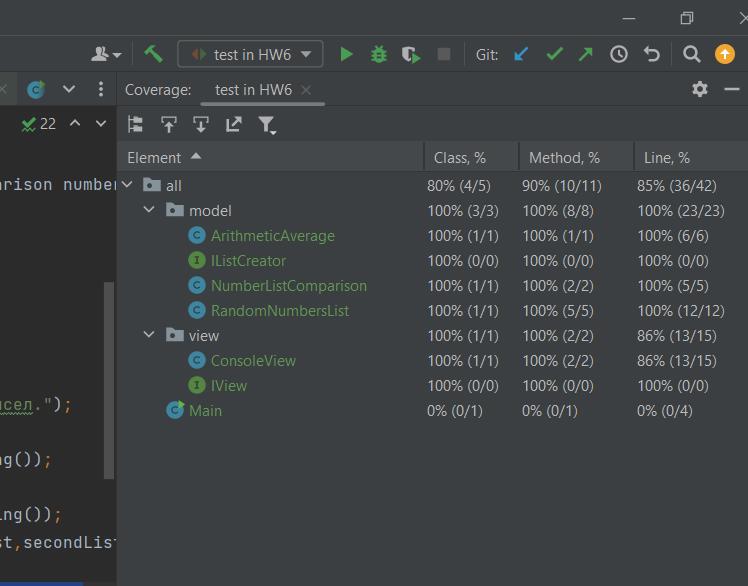 test in HW6 Git:
Coverage: test in HW6
22
Element Class, % Method, % Line, %
all 80% (4/5) 90% (10/11) 85% (36/42)
model 100% (3/3) 100% (8/8) 100% (23/23)
C ArithmeticAverage 100% (1/1) 100% (1/1) 100% (6/6)
I IListCreator 100% (0/0) 100% (0/0) 100% (0/0)
C NumberListComparison 100% (1/1) 100% (2/2) 100% (5/5)
C RandomNumbersList 100% (1/1) 100% (5/5) 100% (12/12)
view 100% (1/1) 100% (2/2) 86% (13/15)
C ConsoleView 100% (1/1) 100% (2/2) 86% (13/15)
I IView 100% (0/0) 100% (0/0) 100% (0/0)
C Main 0% (0/1) 0% (0/1) 0% (0/4)
arison number
исел.");
ng());
ing());
st,secondList